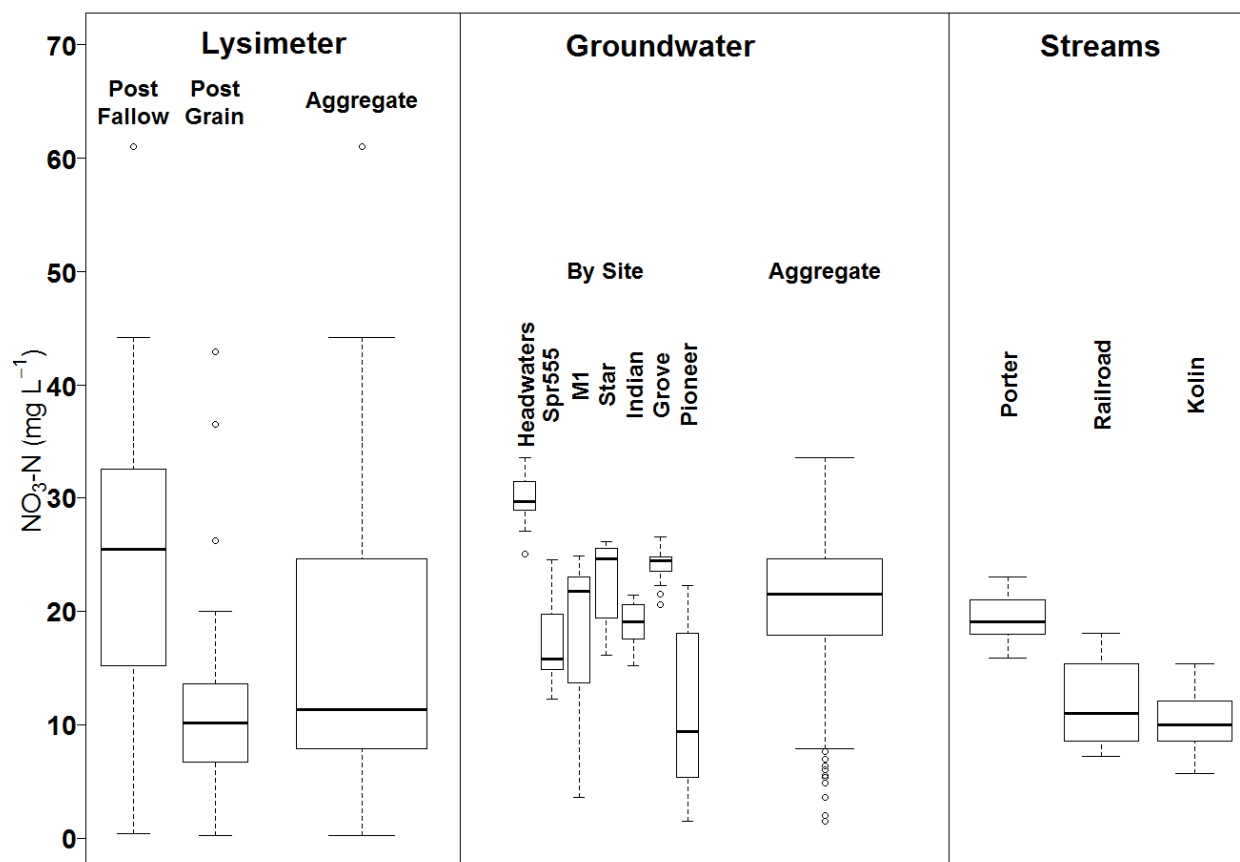 Lysimeter
Groundwater
Streams
Post
Fallow
Post
Grain
Aggregate
By Site
Aggregate
Headwaters
Spr555
M1
Star
Indian
Grove
Pioneer
Porter
Railroad
Kolin
NO₃-N (mg L⁻¹)
70
60
50
40
30
20
10
0